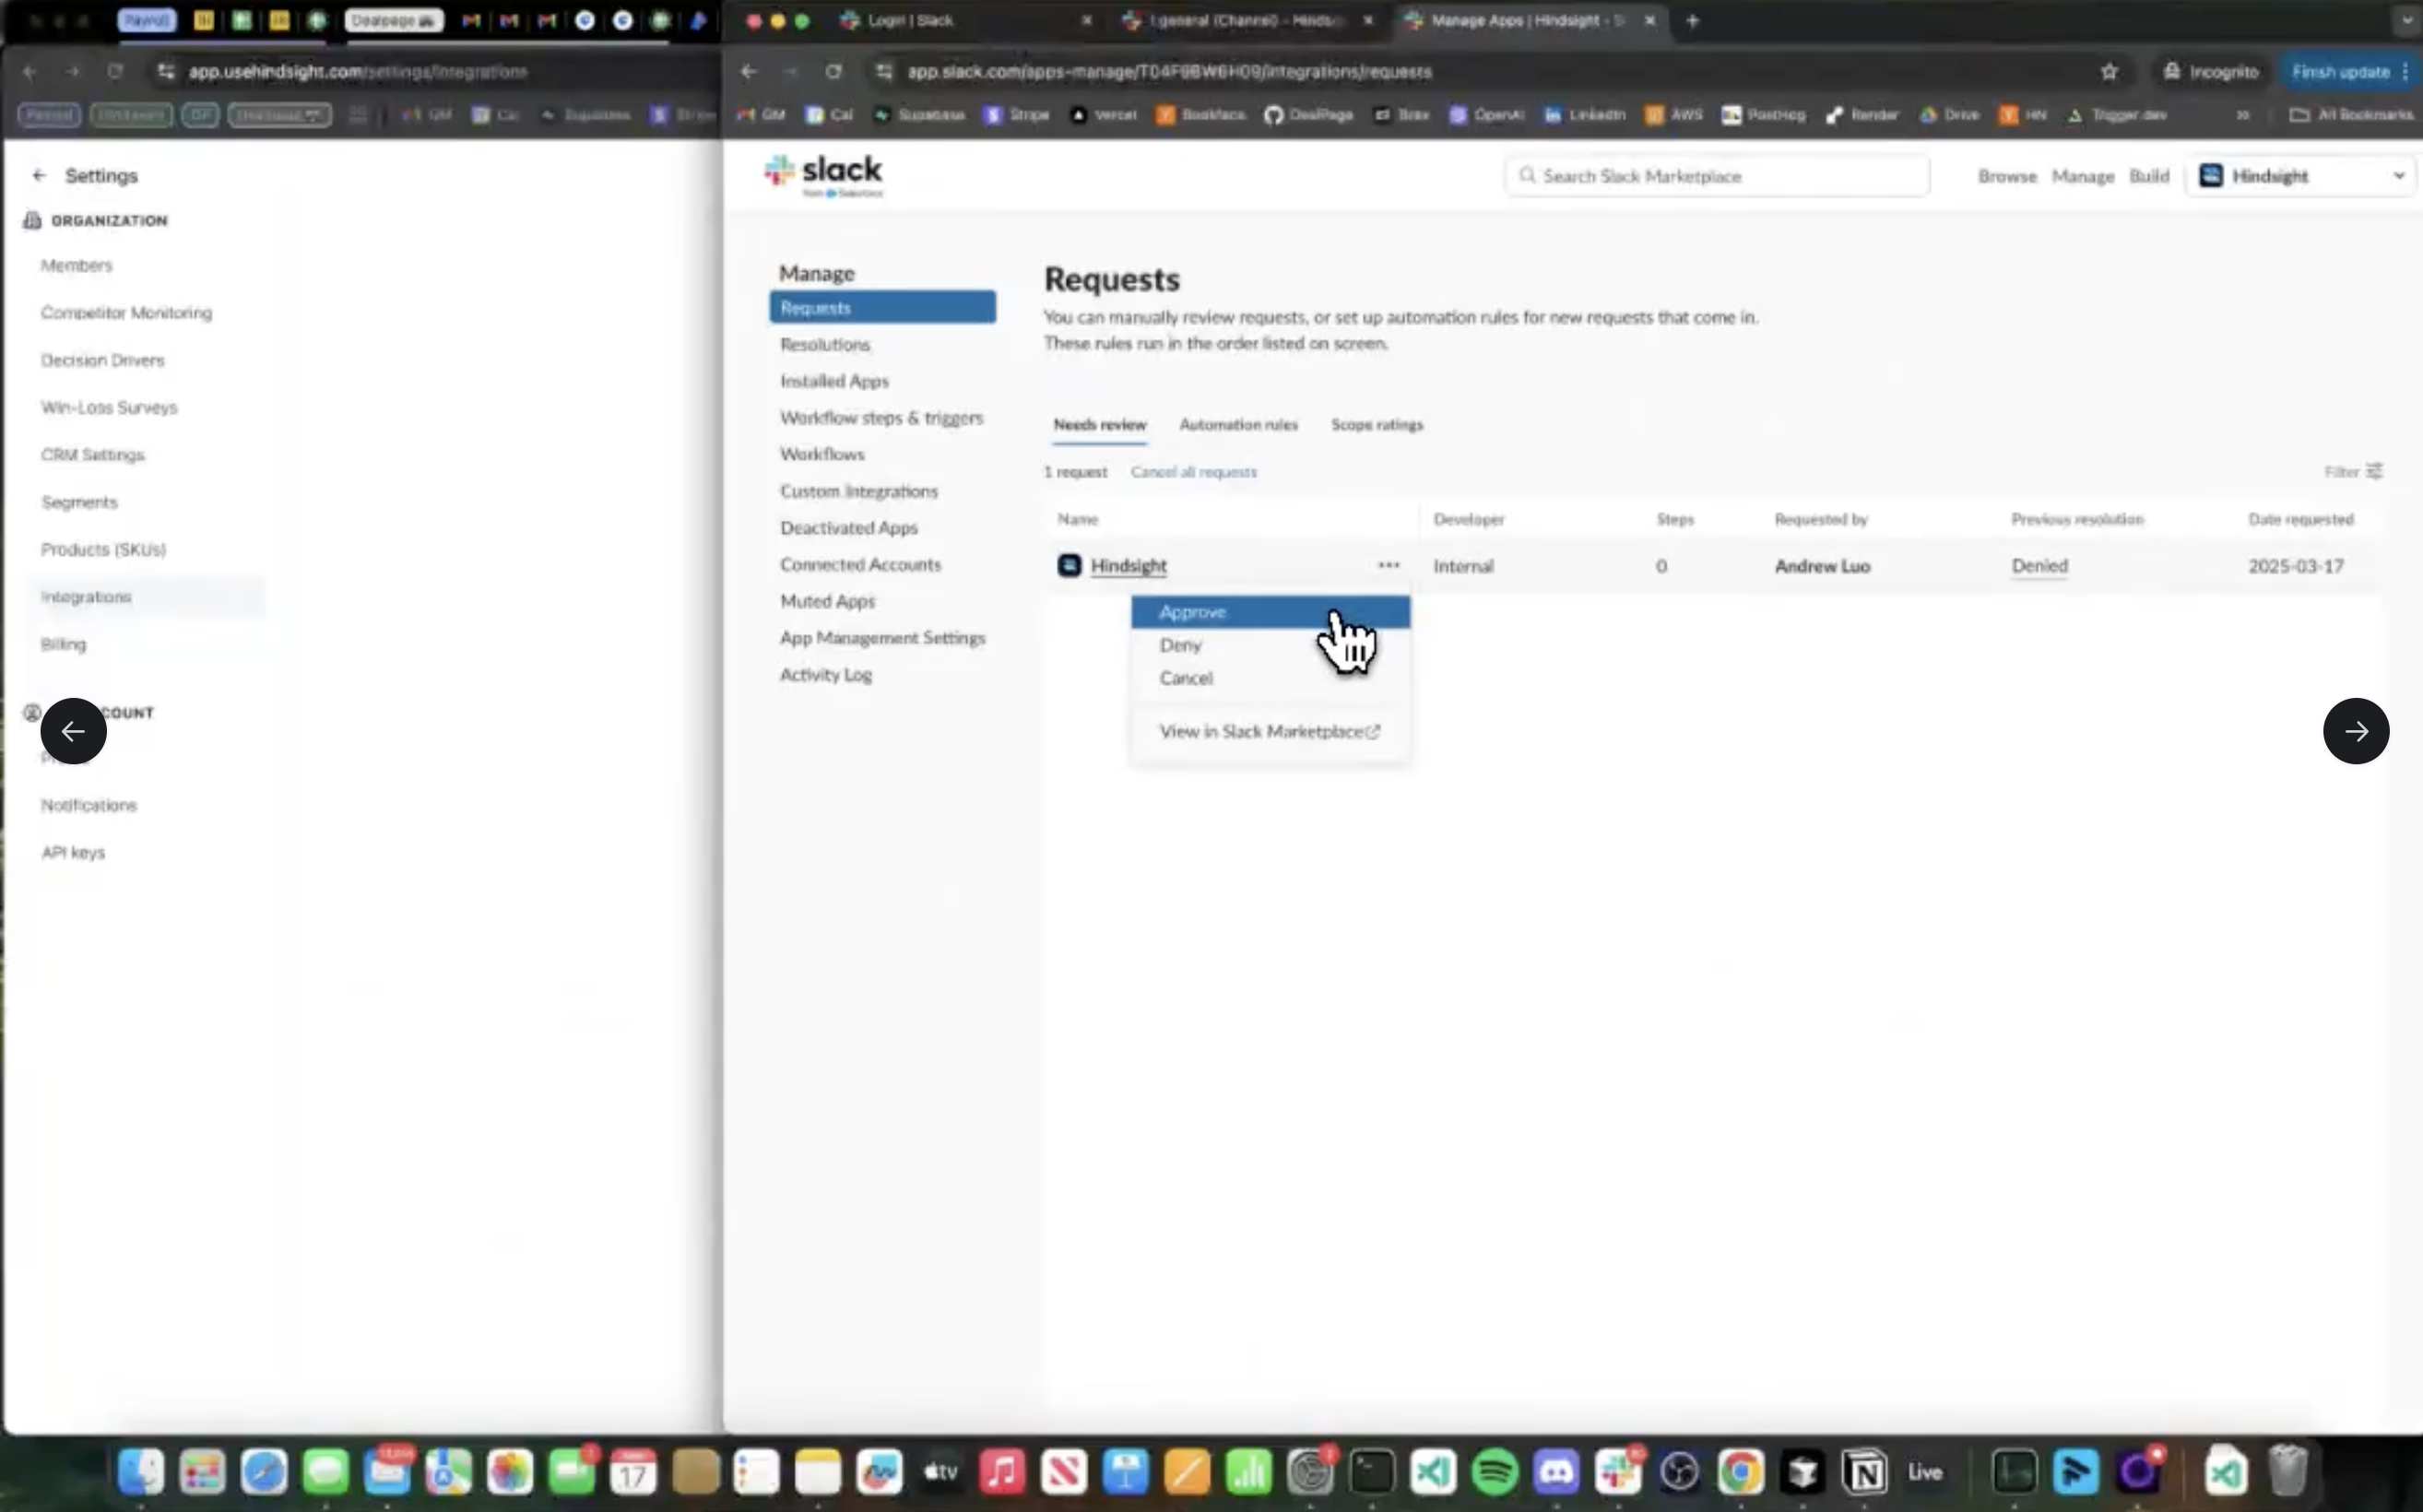 Payroll
Dealpage
Login | Slack
general (Channel) - Hinds
Manage Apps | Hindsight - S
app.usehindsight.com/settings/integrations
app.slack.com/apps-manage/T04F9BW6H09/integrations/requests
Incognito
Finish update
GM
Cal
Supabase
Stripe
GM
Cal
Supabase
Stripe
Vercel
Bookface
DealPage
Brex
OpenAI
LinkedIn
AWS
PostHog
Render
Drive
HN
Trigger.dev
All Bookmarks
Settings
ORGANIZATION
Members
Competitor Monitoring
Decision Drivers
Win-Loss Surveys
CRM Settings
Segments
Products (SKUs)
Integrations
Billing
COUNT
Notifications
API keys
slack
from Salesforce
Search Slack Marketplace
Browse
Manage
Build
Hindsight
Manage
Requests
Resolutions
Installed Apps
Workflow steps & triggers
Workflows
Custom Integrations
Deactivated Apps
Connected Accounts
Muted Apps
App Management Settings
Activity Log
Requests
You can manually review requests, or set up automation rules for new requests that come in.
These rules run in the order listed on screen.
Needs review
Automation rules
Scope ratings
1 request
Cancel all requests
Filter
Name
Developer
Steps
Requested by
Previous resolution
Date requested
Hindsight
Internal
0
Andrew Luo
Denied
2025-03-17
Approve
Deny
Cancel
View in Slack Marketplace
17
tv
Live